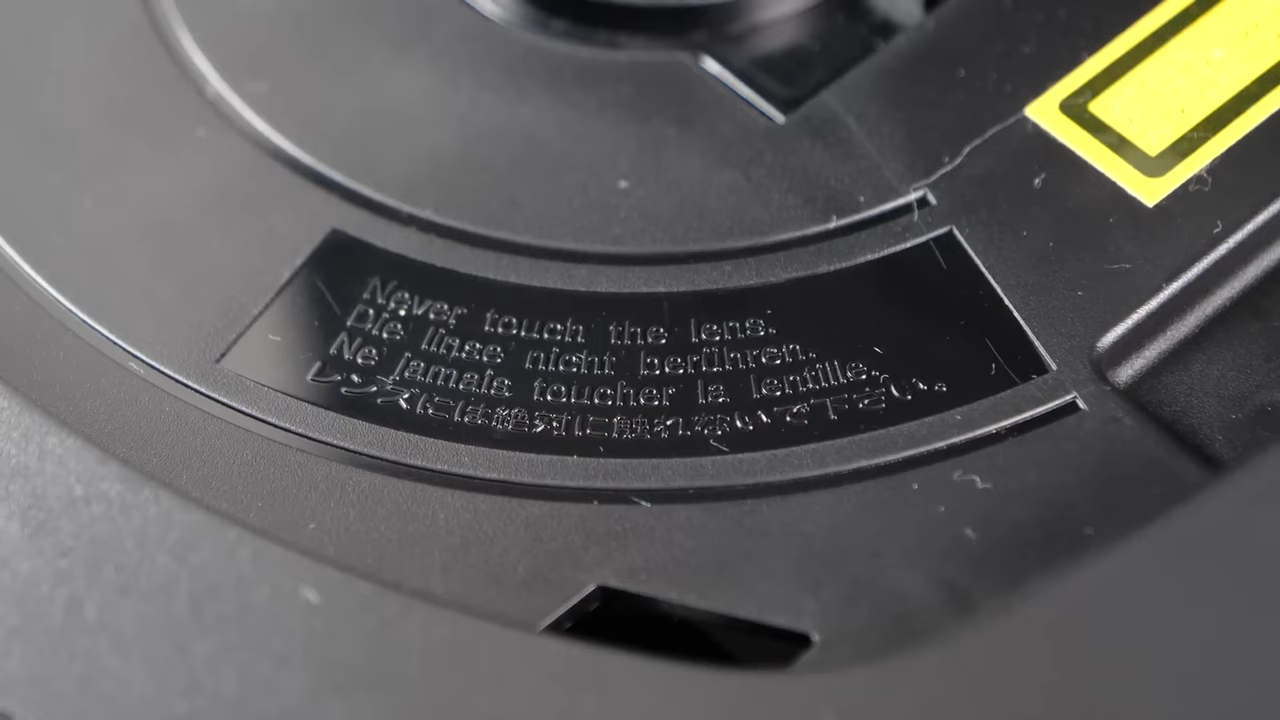 Never touch the lens.
Die linse nicht berühren.
Ne jamais toucher la lentille.
レンズには絶対に触れないで下さい。